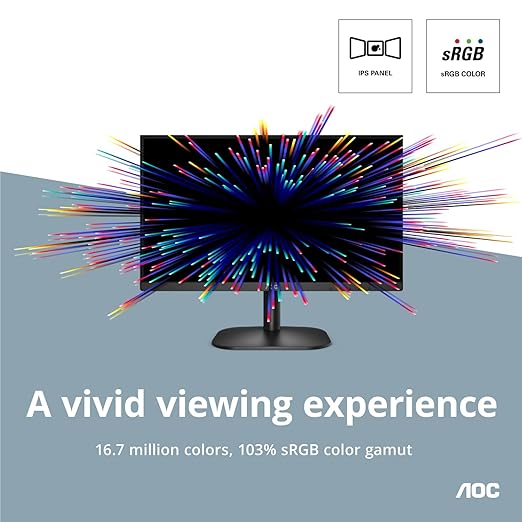 IPS PANEL
sRGB
sRGB COLOR
A vivid viewing experience
16.7 million colors, 103% sRGB color gamut
AOC